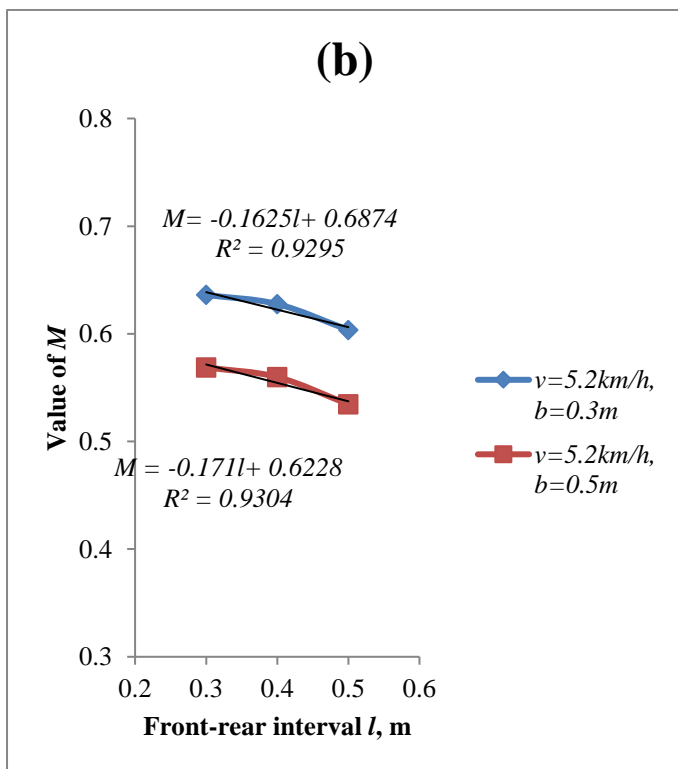 (b)
0.8
0.7
0.6
0.5
0.4
0.3
Value of M
M= -0.1625l+ 0.6874
R² = 0.9295
M = -0.171l+ 0.6228
R² = 0.9304
v=5.2km/h,
b=0.3m
v=5.2km/h,
b=0.5m
0.2 0.3 0.4 0.5 0.6
Front-rear interval l, m